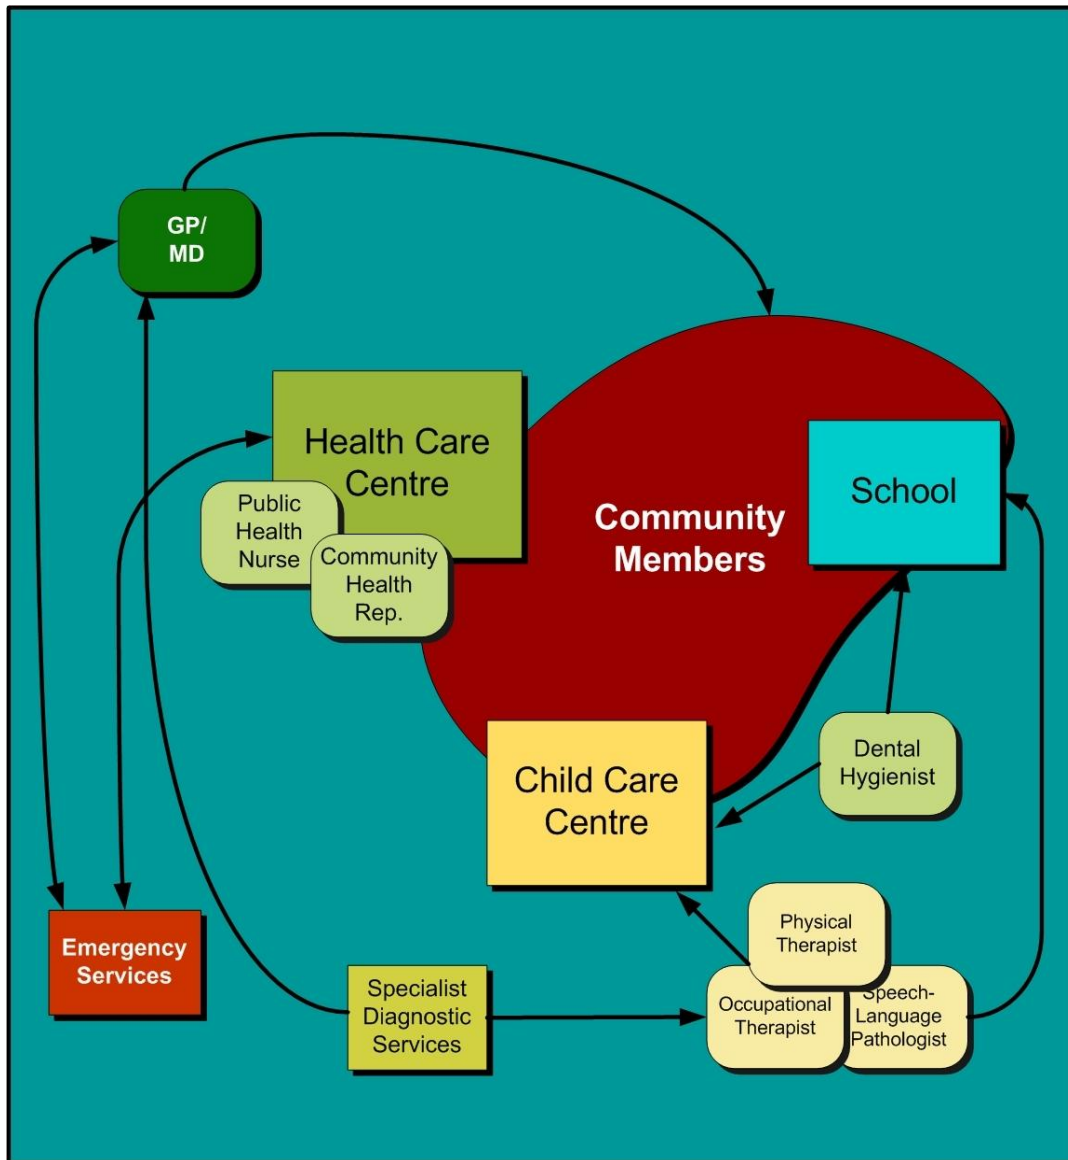 GP/
MD
Health Care
Centre
Public
Health
Nurse
Community
Health
Rep.
Community
Members
School
Dental
Hygienist
Child Care
Centre
Physical
Therapist
Occupational
Therapist
Speech-
Language
Pathologist
Emergency
Services
Specialist
Diagnostic
Services